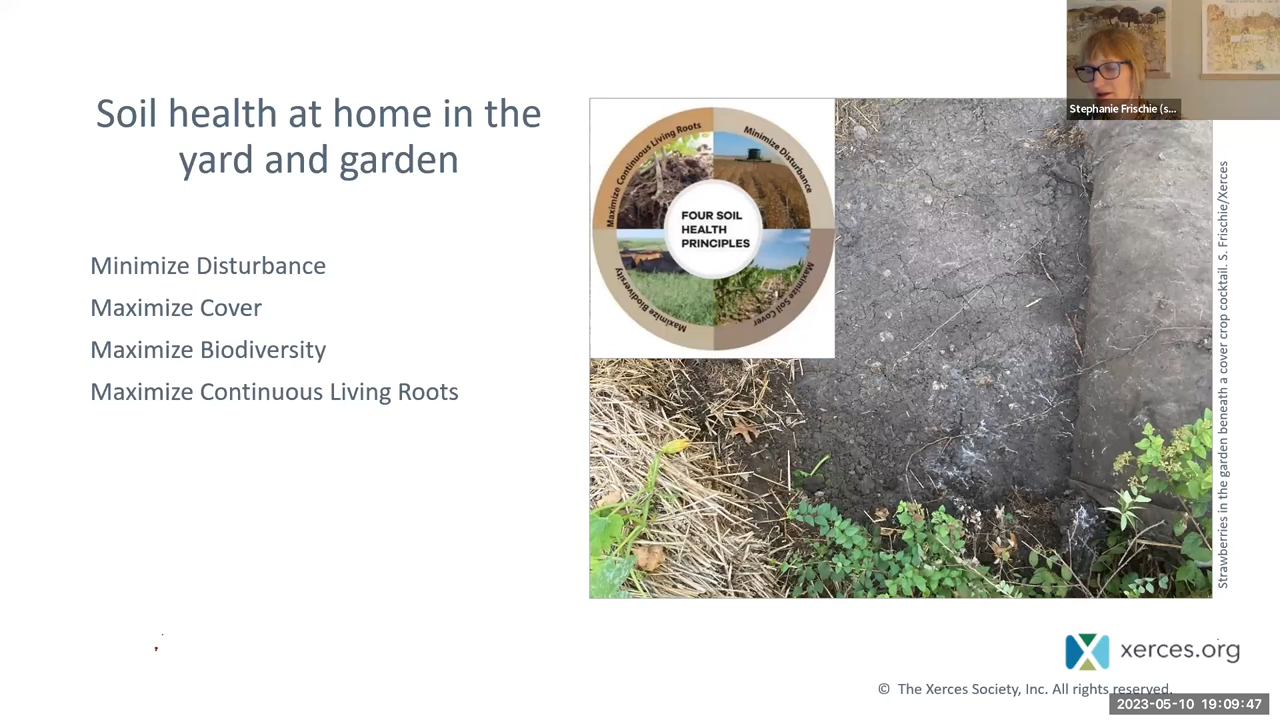 Soil health at home in the
yard and garden
Minimize Disturbance
Maximize Cover
Maximize Biodiversity
Maximize Continuous Living Roots
Maximize Continuous Living Roots
Minimize Disturbance
FOUR SOIL
HEALTH
PRINCIPLES
Maximize Biodiversity
Maximize Soil Cover
Stephanie Frischie (s...
Strawberries in the garden beneath a cover crop cocktail. S. Frischie/Xerces
xerces.org
© The Xerces Society, Inc. All rights reserved.
2023-05-10 19:09:47